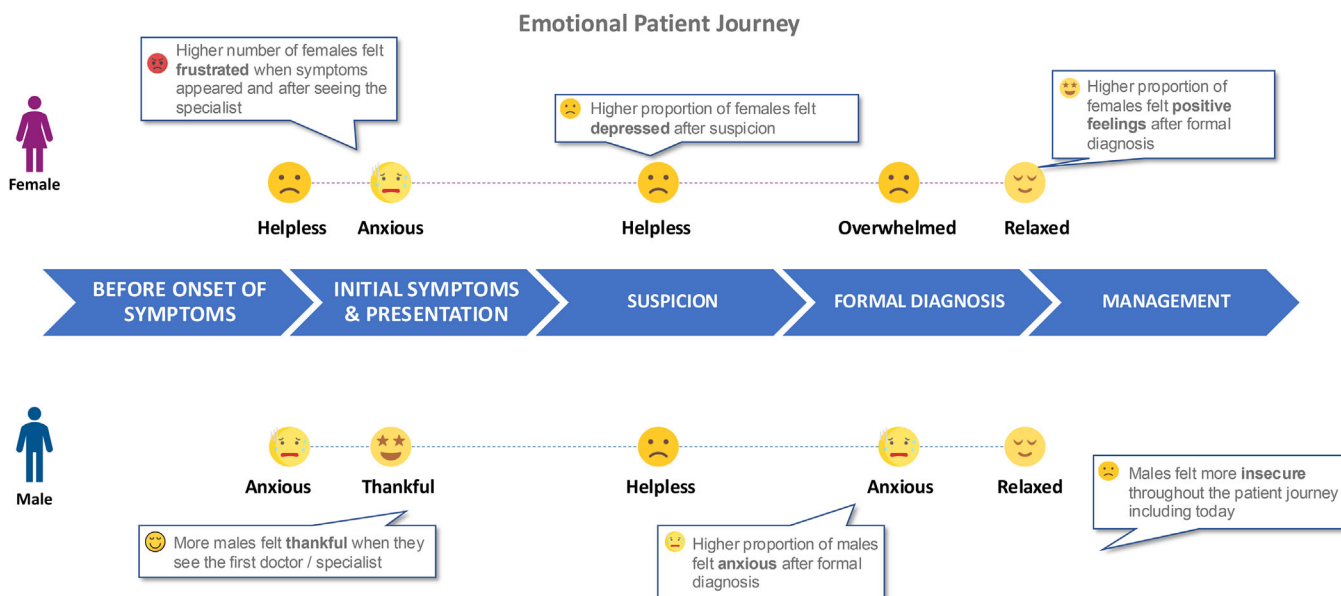 Emotional Patient Journey
Higher number of females felt
frustrated when symptoms
appeared and after seeing the
specialist
Higher proportion of females felt
depressed after suspicion
Higher proportion of
females felt positive
feelings after formal
diagnosis
Female
Helpless
Anxious
Helpless
Overwhelmed
Relaxed
BEFORE ONSET OF
SYMPTOMS
INITIAL SYMPTOMS
& PRESENTATION
SUSPICION
FORMAL DIAGNOSIS
MANAGEMENT
Male
Anxious
Thankful
Helpless
Anxious
Relaxed
More males felt thankful when they
see the first doctor / specialist
Higher proportion of males
felt anxious after formal
diagnosis
Males felt more insecure
throughout the patient journey
including today